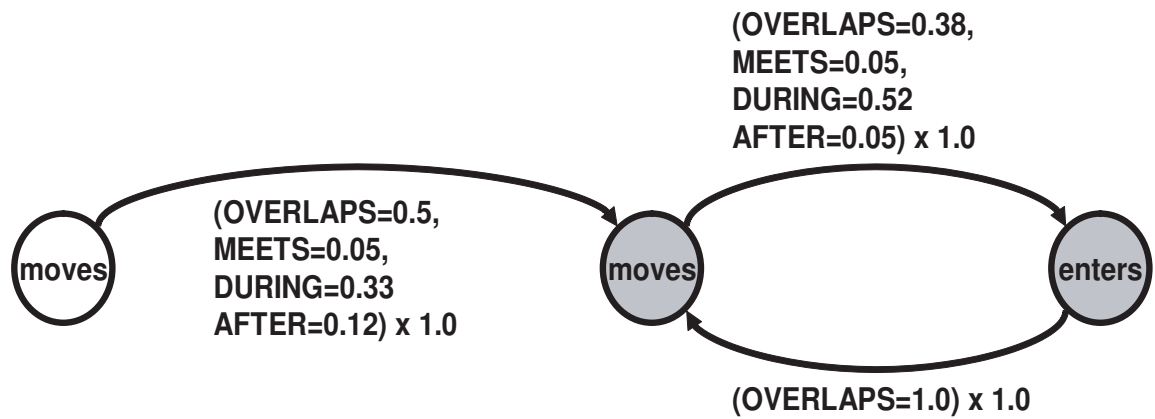 (OVERLAPS=0.38,
MEETS=0.05,
DURING=0.52
AFTER=0.05) x 1.0
(OVERLAPS=0.5,
MEETS=0.05,
DURING=0.33
AFTER=0.12) x 1.0
moves
moves
enters
(OVERLAPS=1.0) x 1.0